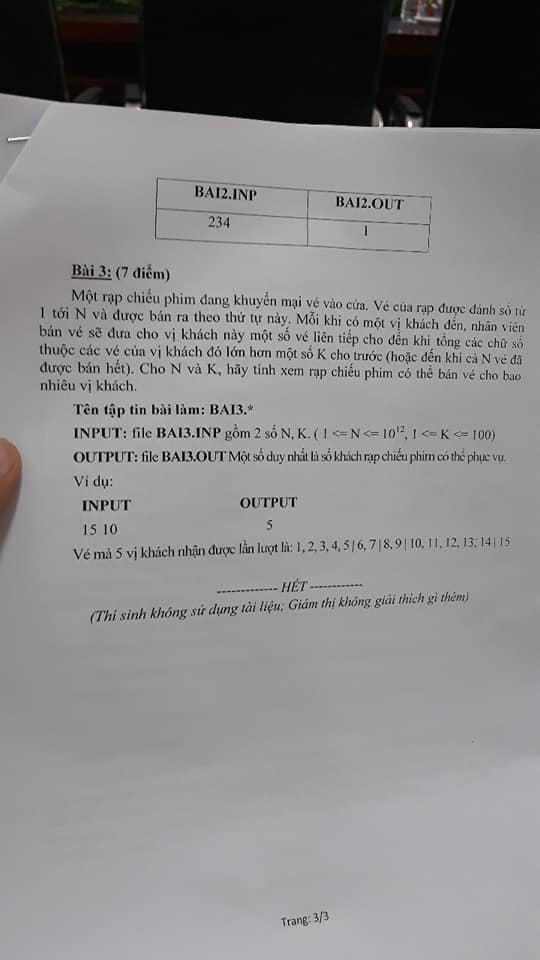 BAI2.INP BAI2.OUT
234 1
Bài 3: (7 điểm)
Một rạp chiếu phim đang khuyến mại vé vào cửa. Vé của rạp được đánh số từ
1 tới N và được bán ra theo thứ tự này. Mỗi khi có một vị khách đến, nhân viên
bán vé sẽ đưa cho vị khách này một số vé liên tiếp cho đến khi tổng các chữ số
thuộc các vé của vị khách đó lớn hơn một số K cho trước (hoặc đến khi cả N vé đã
được bán hết). Cho N và K, hãy tính xem rạp chiếu phim có thể bán vé cho bao
nhiêu vị khách.
Tên tập tin bài làm: BAI3.*
INPUT: file BAI3.INP gồm 2 số N, K. ( 1 <= N <= 10¹², 1 <= K <= 100)
OUTPUT: file BAI3.OUT Một số duy nhất là số khách rạp chiếu phim có thể phục vụ.
Ví dụ:
INPUT OUTPUT
15 10 5
Vé mà 5 vị khách nhận được lần lượt là: 1, 2, 3, 4, 5 | 6, 7 | 8, 9 | 10, 11, 12, 13, 14 | 15
------------- HẾT ------------
(Thí sinh không sử dụng tài liệu; Giám thị không giải thích gì thêm)
Trang: 3/3